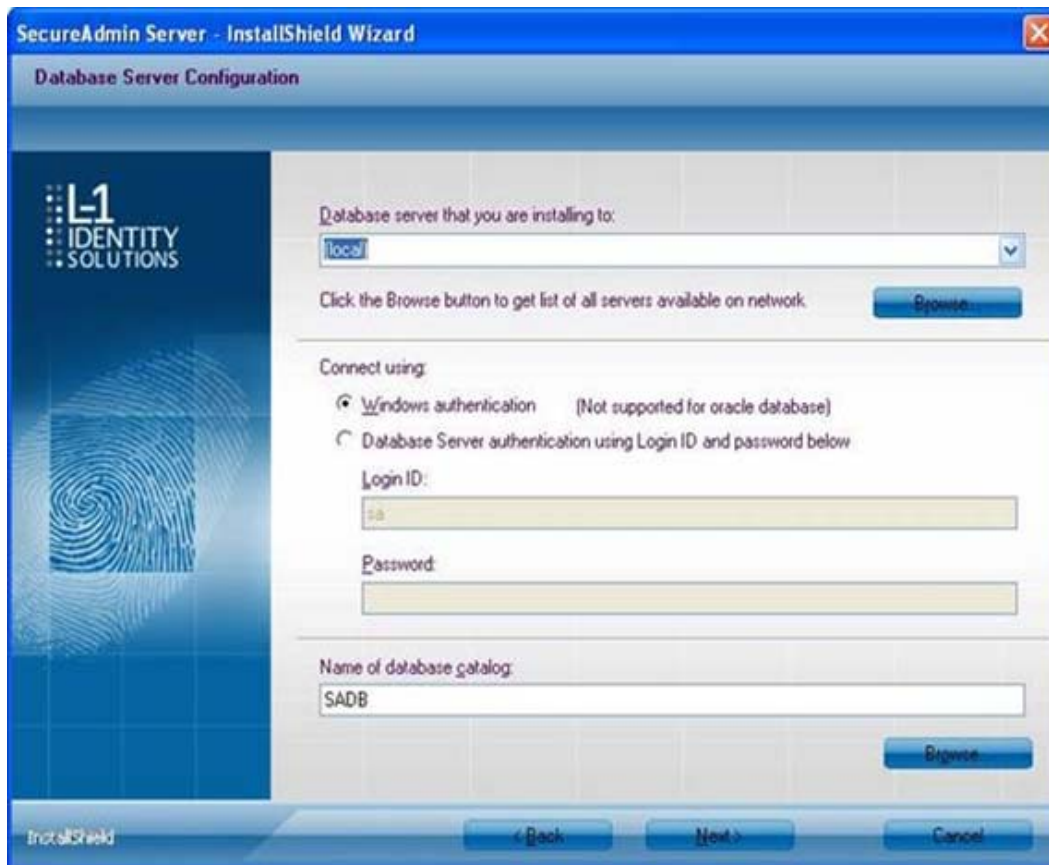 SecureAdmin Server - InstallShield Wizard
Database Server Configuration
L-1
IDENTITY
SOLUTIONS
Database server that you are installing to:
(local)
Click the Browse button to get list of all servers available on network.
Browse...
Connect using:
Windows authentication (Not supported for oracle database)
Database Server authentication using Login ID and password below
Login ID:
sa
Password:
Name of database catalog:
SADB
Browse...
InstallShield
< Back
Next >
Cancel